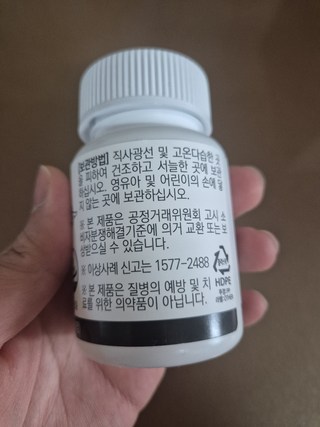 [보관방법] 직사광선 및 고온다습한 곳
을 피하여 건조하고 서늘한 곳에 보관
하십시오. 영유아 및 어린이의 손에 닿
지 않는 곳에 보관하십시오.
※ 본 제품은 공정거래위원회 고시 소
비자분쟁해결기준에 의거 교환 또는 보
상받으실 수 있습니다.
※ 이상사례 신고는 1577-2488
※ 본 제품은 질병의 예방 및 치
료를 위한 의약품이 아닙니다.
HDPE